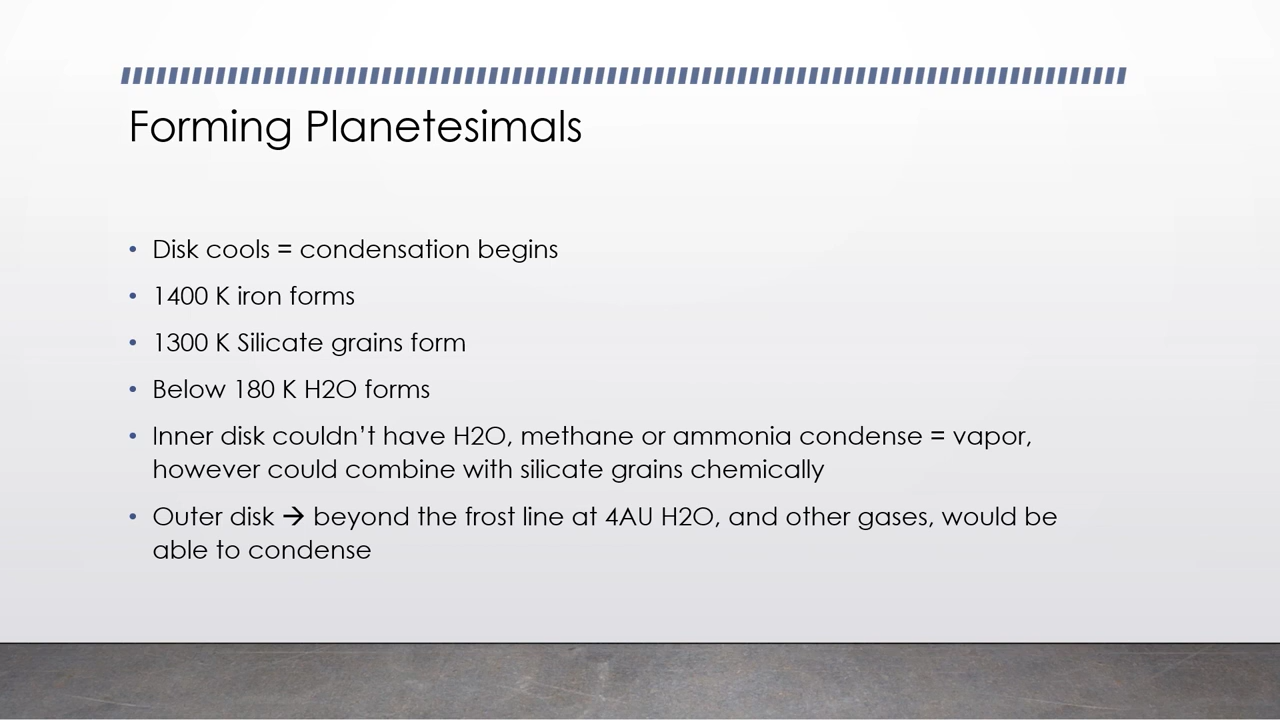 Forming Planetesimals
• Disk cools = condensation begins
• 1400 K iron forms
• 1300 K Silicate grains form
• Below 180 K H2O forms
• Inner disk couldn’t have H2O, methane or ammonia condense = vapor,
however could combine with silicate grains chemically
• Outer disk → beyond the frost line at 4AU H2O, and other gases, would be
able to condense